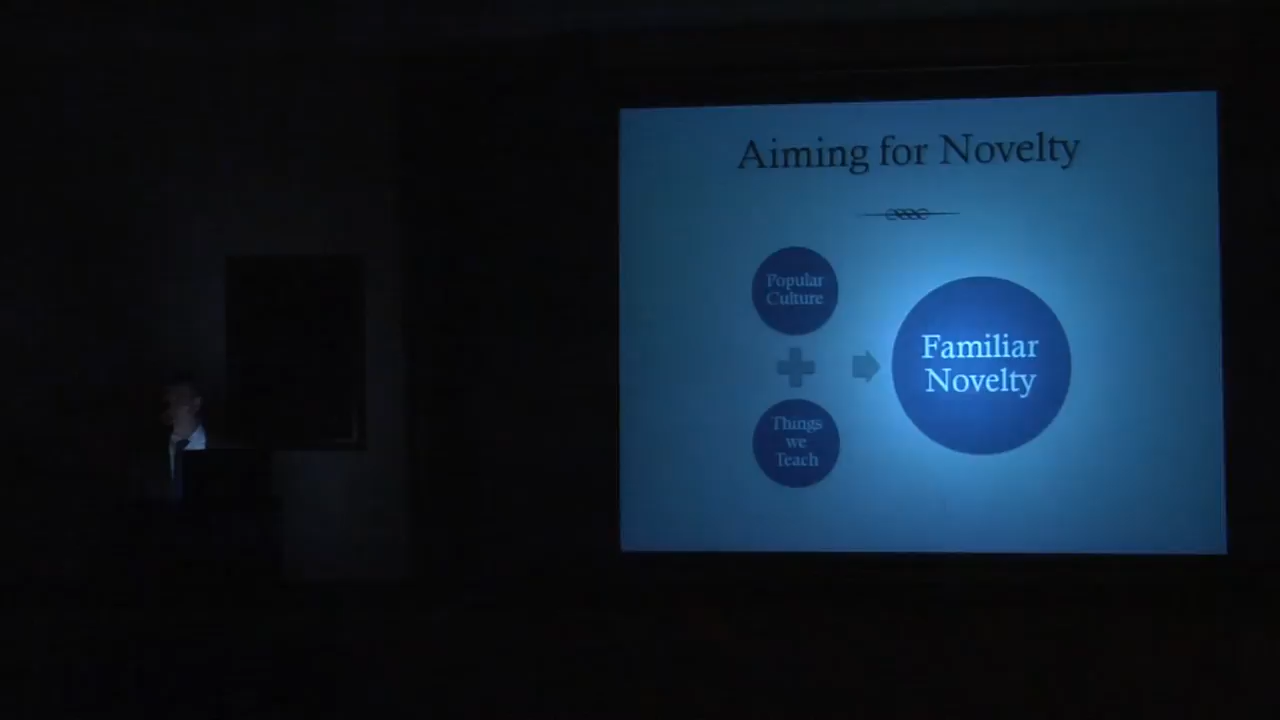 Aiming for Novelty
Popular
Culture
Things
we
Teach
Familiar
Novelty